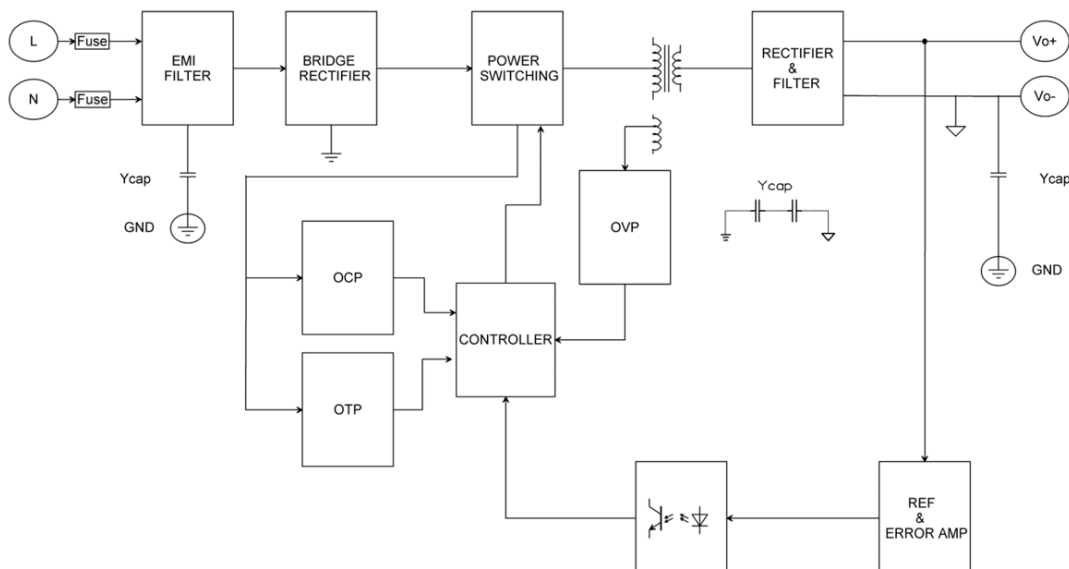 L
Fuse
N
Fuse
EMI
FILTER
BRIDGE
RECTIFIER
POWER
SWITCHING
RECTIFIER
&
FILTER
Vo+
Vo-
Ycap
GND
OCP
OTP
CONTROLLER
OVP
Ycap
Ycap
GND
REF
&
ERROR AMP